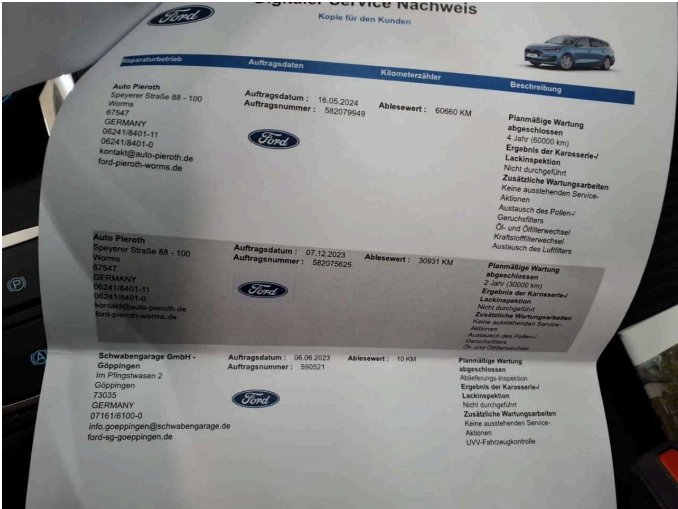 Ford
Digitaler Service Nachweis
Kopie für den Kunden
Reparaturbetrieb
Auftragsdaten
Kilometerzähler
Beschreibung
Auto Pieroth
Speyerer Straße 88 - 100
Worms
67547
GERMANY
06241/8401-11
06241/8401-0
kontakt@auto-pieroth.de
ford-pieroth-worms.de
Auftragsdatum : 16.05.2024
Auftragsnummer : 582079949
Ford
Ablesewert : 60660 KM
Planmäßige Wartung
abgeschlossen
4 Jahr (60000 km)
Ergebnis der Karosserie-/
Lackinspektion
Nicht durchgeführt
Zusätzliche Wartungsarbeiten
Keine ausstehenden Service-
Aktionen
Austausch des Pollen-/
Geruchsfilters
Öl- und Ölfilterwechsel
Kraftstofffilterwechsel
Austausch des Luftfilters
Auto Pieroth
Speyerer Straße 88 - 100
Worms
67547
GERMANY
06241/8401-11
06241/8401-0
kontakt@auto-pieroth.de
ford-pieroth-worms.de
Auftragsdatum : 07.12.2023
Auftragsnummer : 582075625
Ford
Ablesewert : 30931 KM
Planmäßige Wartung
abgeschlossen
2 Jahr (30000 km)
Ergebnis der Karosserie-/
Lackinspektion
Nicht durchgeführt
Zusätzliche Wartungsarbeiten
Keine ausstehenden Service-
Aktionen
Austausch des Pollen-/
Geruchsfilters
Öl- und Ölfilterwechsel
Schwabengarage GmbH -
Göppingen
Im Pfingstwasen 2
Göppingen
73035
GERMANY
07161/6100-0
info.goeppingen@schwabengarage.de
ford-sg-goeppingen.de
Auftragsdatum : 06.06.2023
Auftragsnummer : 590521
Ford
Ablesewert : 10 KM
Planmäßige Wartung
abgeschlossen
Ablieferungs-Inspektion
Ergebnis der Karosserie-/
Lackinspektion
Nicht durchgeführt
Zusätzliche Wartungsarbeiten
Keine ausstehenden Service-
Aktionen
UVV-Fahrzeugkontrolle
P
A